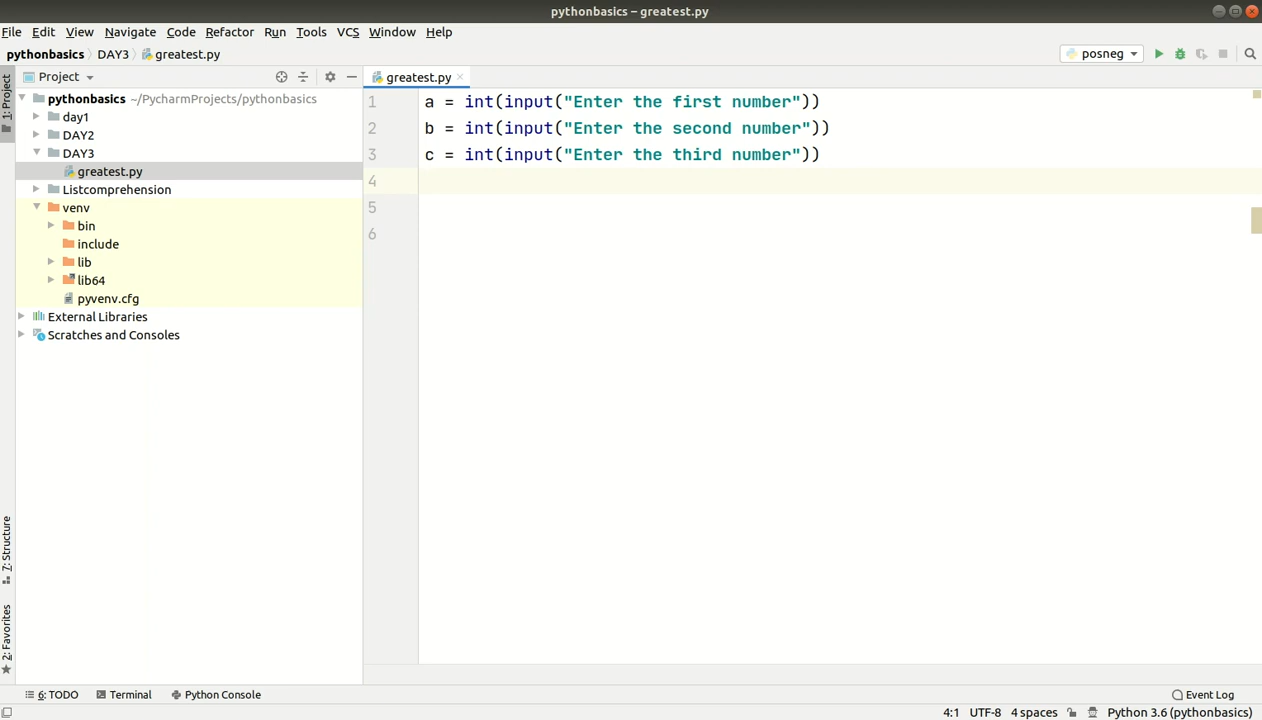 pythonbasics – greatest.py
File Edit View Navigate Code Refactor Run Tools VCS Window Help
pythonbasics DAY3 greatest.py posneg
1: Project
Project
greatest.py
pythonbasics ~/PycharmProjects/pythonbasics
day1
DAY2
DAY3
greatest.py
Listcomprehension
venv
bin
include
lib
lib64
pyvenv.cfg
External Libraries
Scratches and Consoles
1 a = int(input("Enter the first number"))
2 b = int(input("Enter the second number"))
3 c = int(input("Enter the third number"))
4
5
6
7: Structure
2: Favorites
6: TODO Terminal Python Console Event Log
4:1 UTF-8 4 spaces Python 3.6 (pythonbasics)